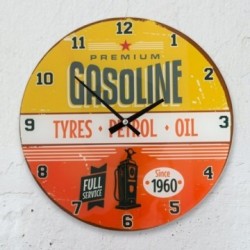 12
11 1
PREMIUM
10 2
GASOLINE
9 TYRES • PETROL • OIL 3
8 FULL SERVICE Since 1960 4
7 5
6